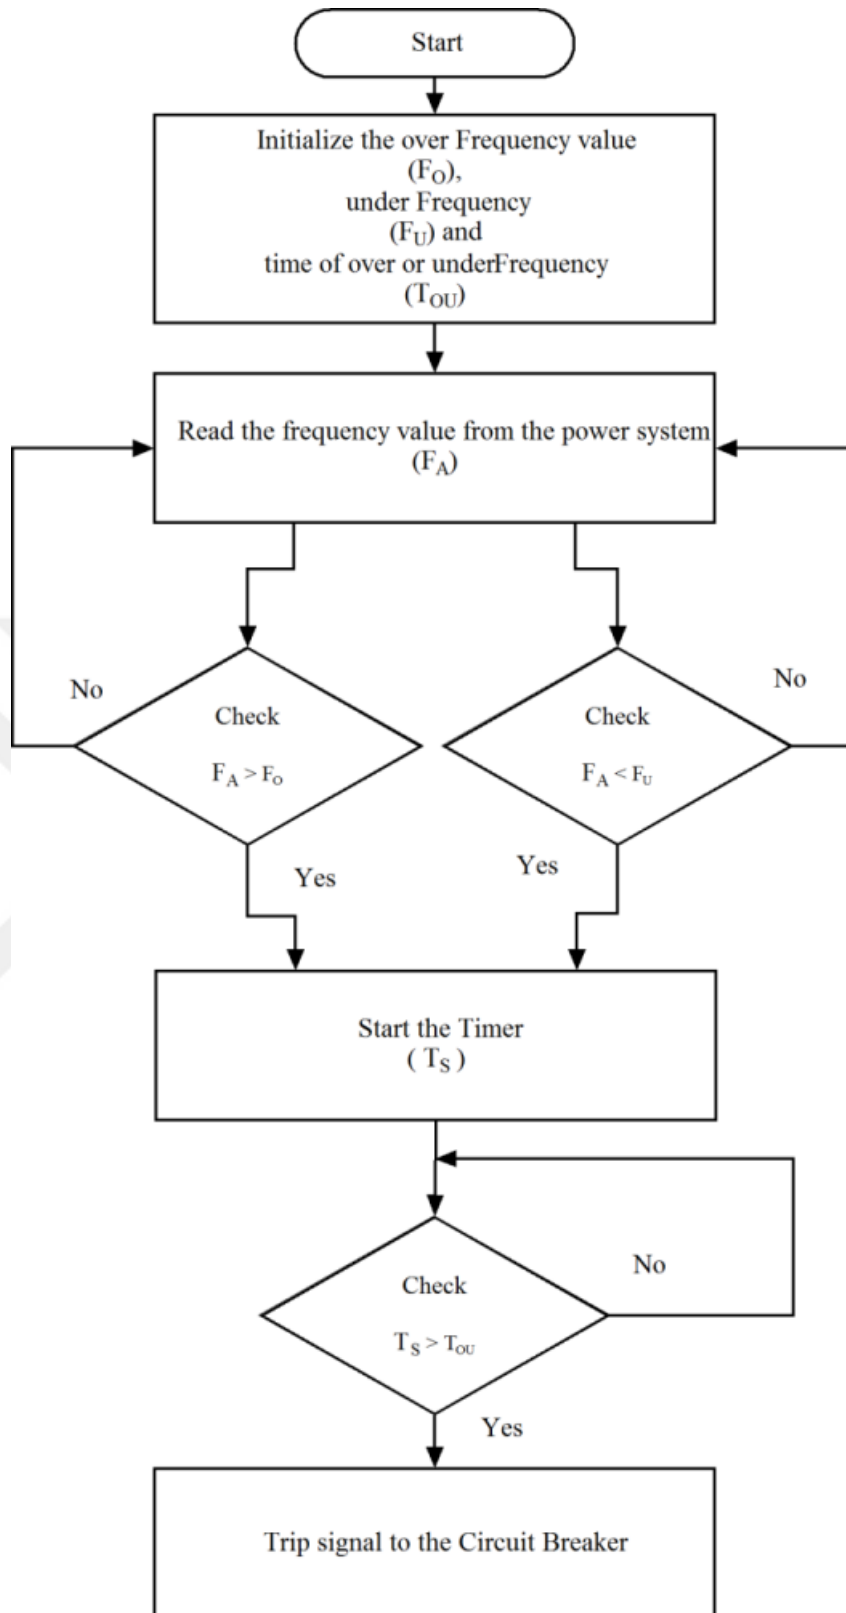 Start
Initialize the over Frequency value
(FO),
under Frequency
(FU) and
time of over or underFrequency
(TOU)
Read the frequency value from the power system
(FA)
No
Check
FA > FO
Yes
No
Check
FA < FU
Yes
Start the Timer
( TS )
Check
TS > TOU
No
Yes
Trip signal to the Circuit Breaker